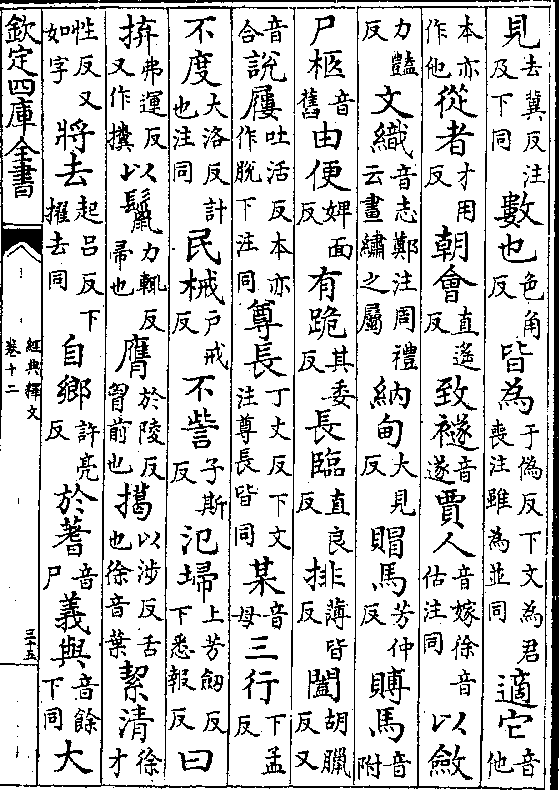 見去冀反注及下同數也色角反皆為于偽反下文為君喪注雖為並同適它音他
本亦作他從者才用反朝會直遙反致襚音遂賈人音嫁徐音估注同以斂
力豔反文織音志鄭注周禮云畫繡之屬納甸大見反賵馬芳仲反賻馬音附
尸柩音舊由便婢面反有跪其委反長臨直良反排薄皆反闔胡臘反又
音合說屨吐活反本亦作脫下注同尊長丁丈反下文注尊長皆同某音母三行下孟反
不度大洛反計也注同民械戶戒反不訾子斯反氾埽上芳劒反下悉報反曰
拚弗運反又作㩥以鬣力輒反帚也膺於陵反胷前也擖以涉反舌也徐音葉絜清徐才
性反又如字將去起呂反下擢去同自鄉許亮反於蓍音尸義與音餘下同大
欽定四庫全書
經典釋文
卷十二
三十五